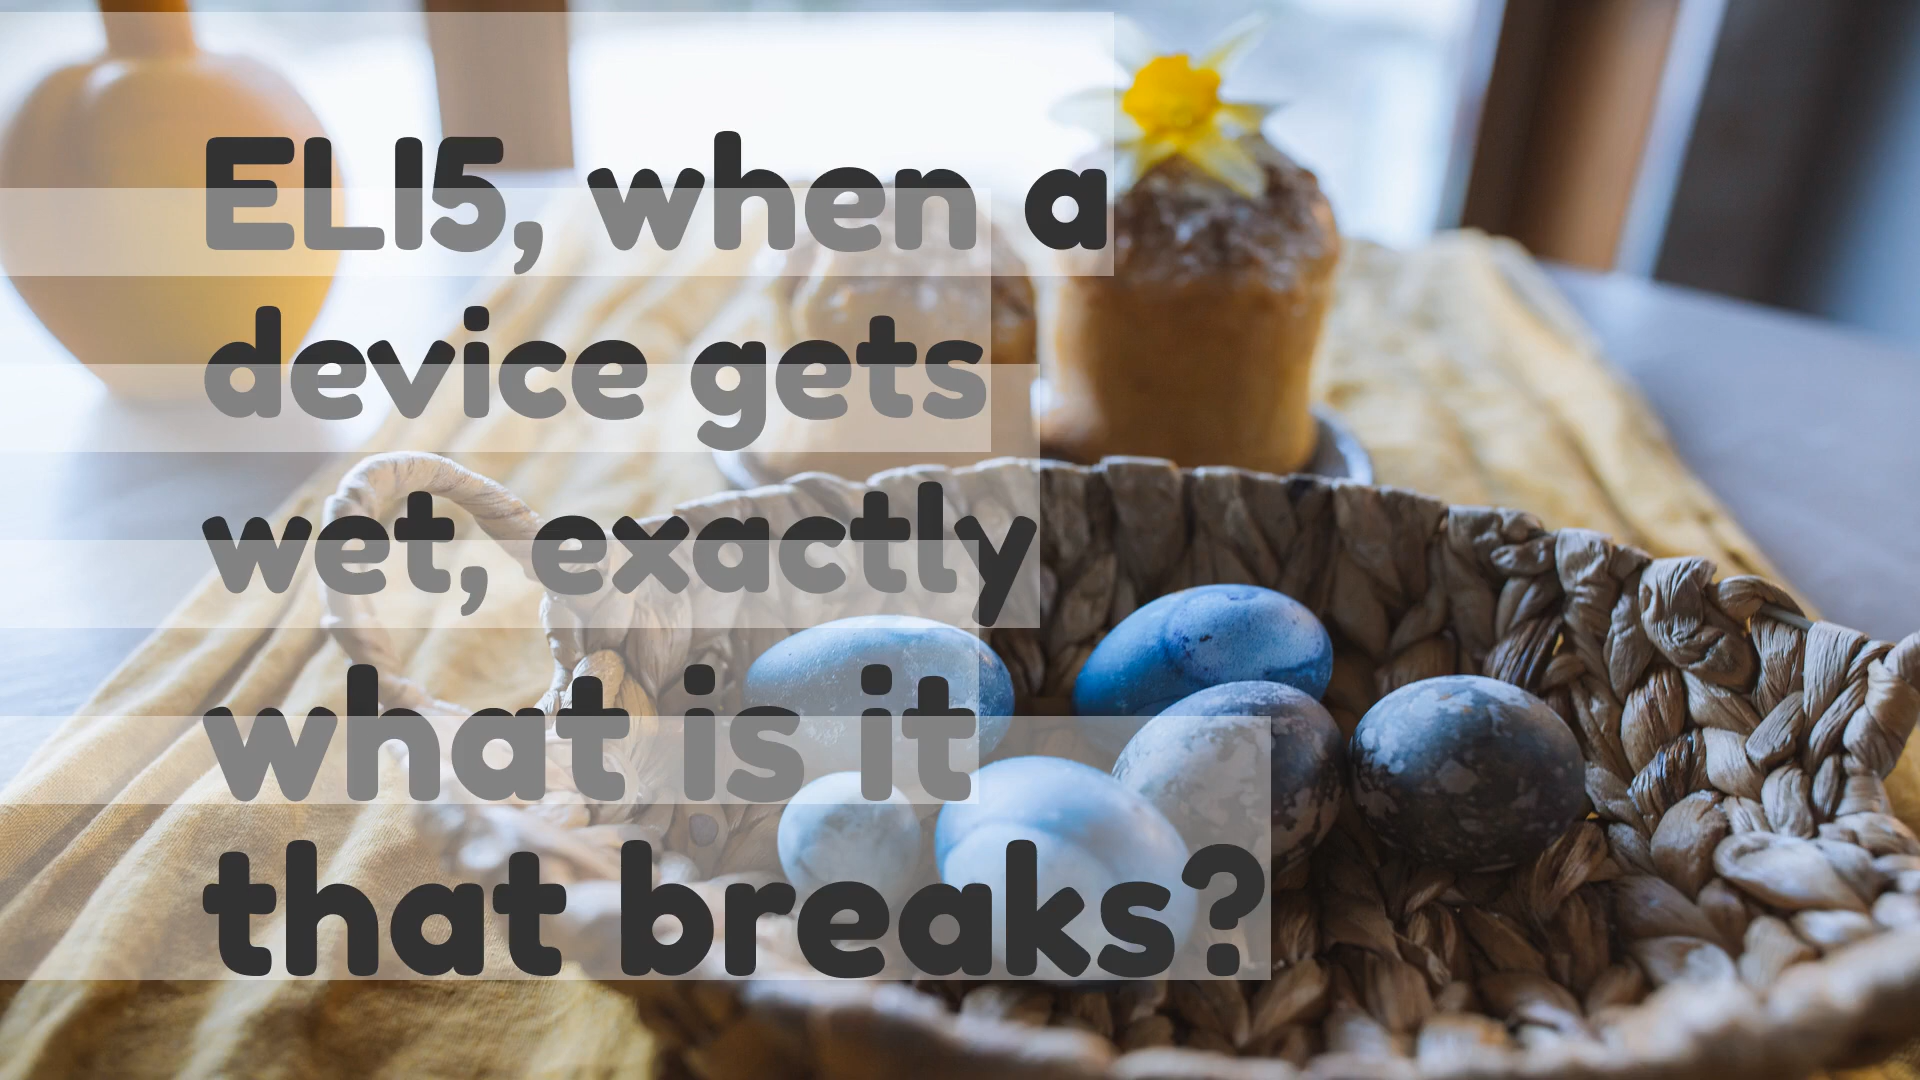 ELI5, when a
device gets
wet, exactly
what is it
that breaks?